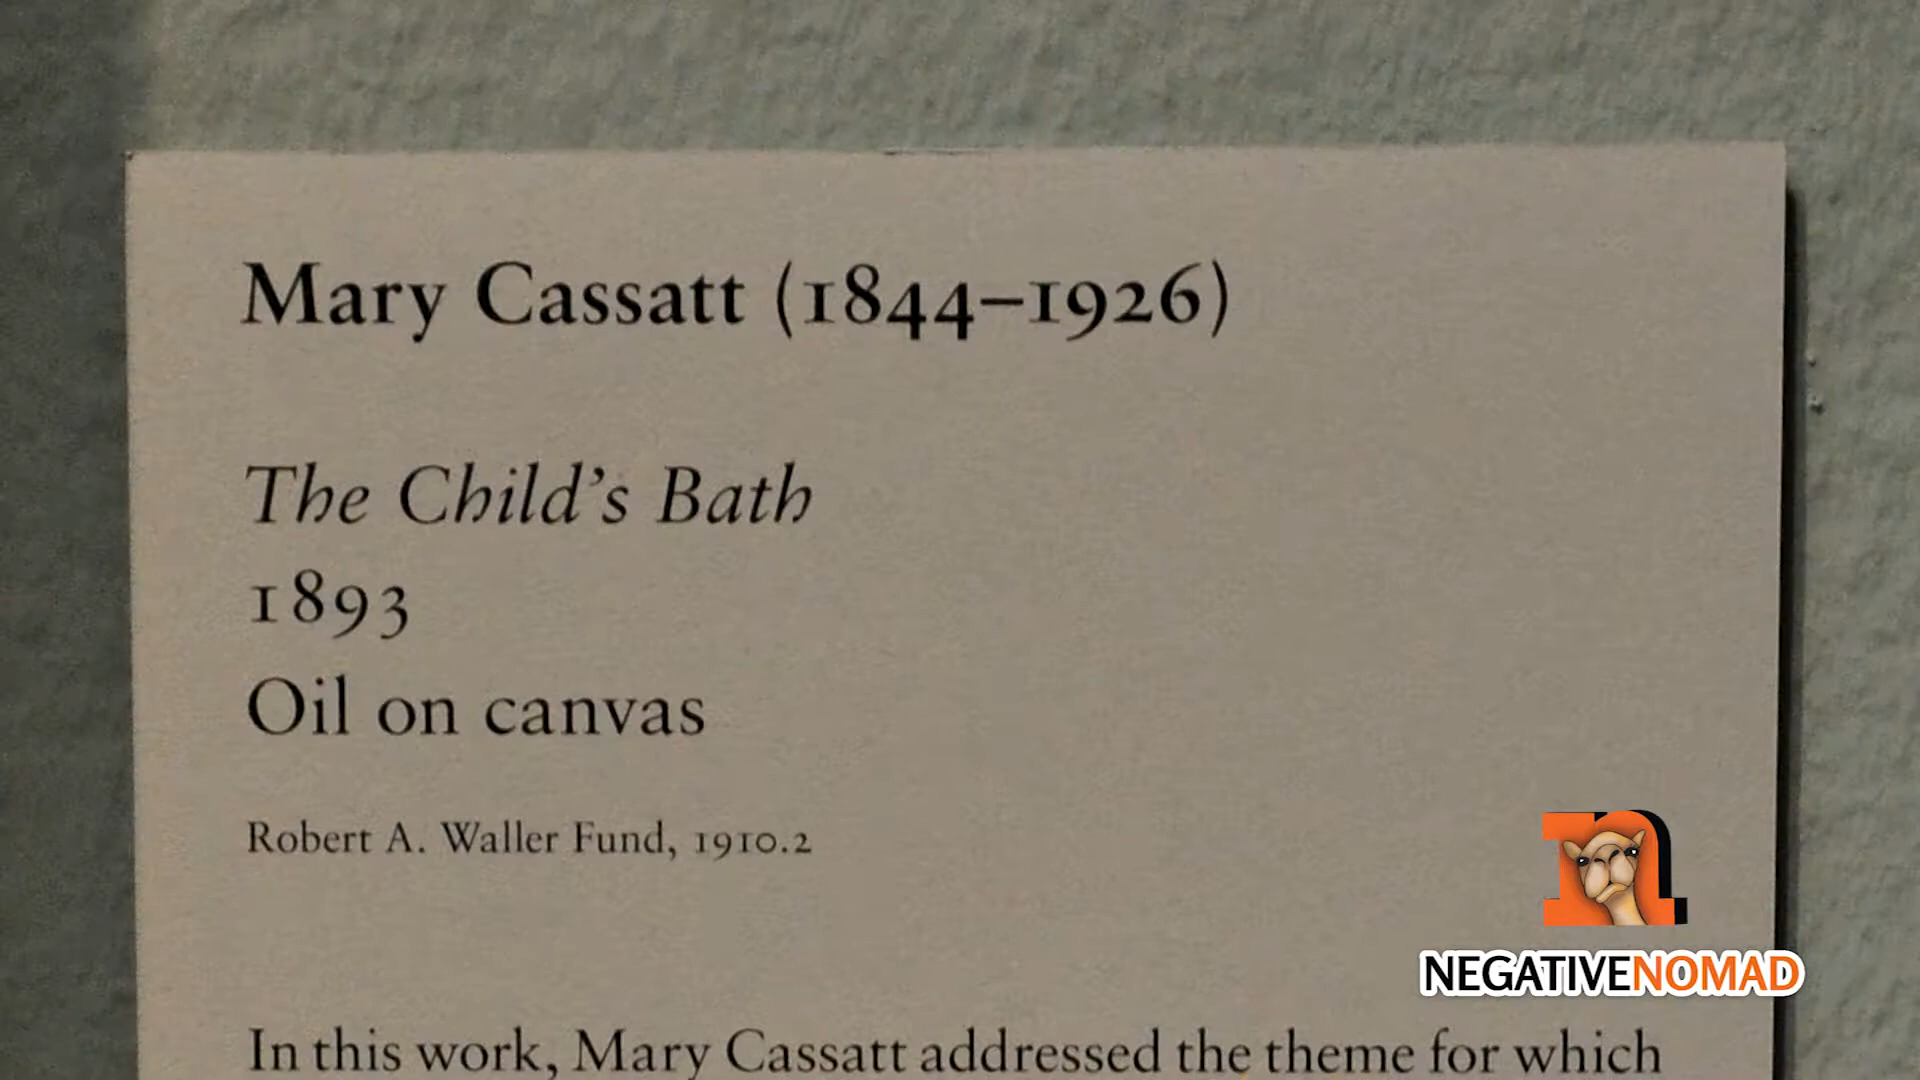 Mary Cassatt (1844–1926)
The Child's Bath
1893
Oil on canvas
Robert A. Waller Fund, 1910.2
In this work, Mary Cassatt addressed the theme for which
n
NEGATIVENOMAD